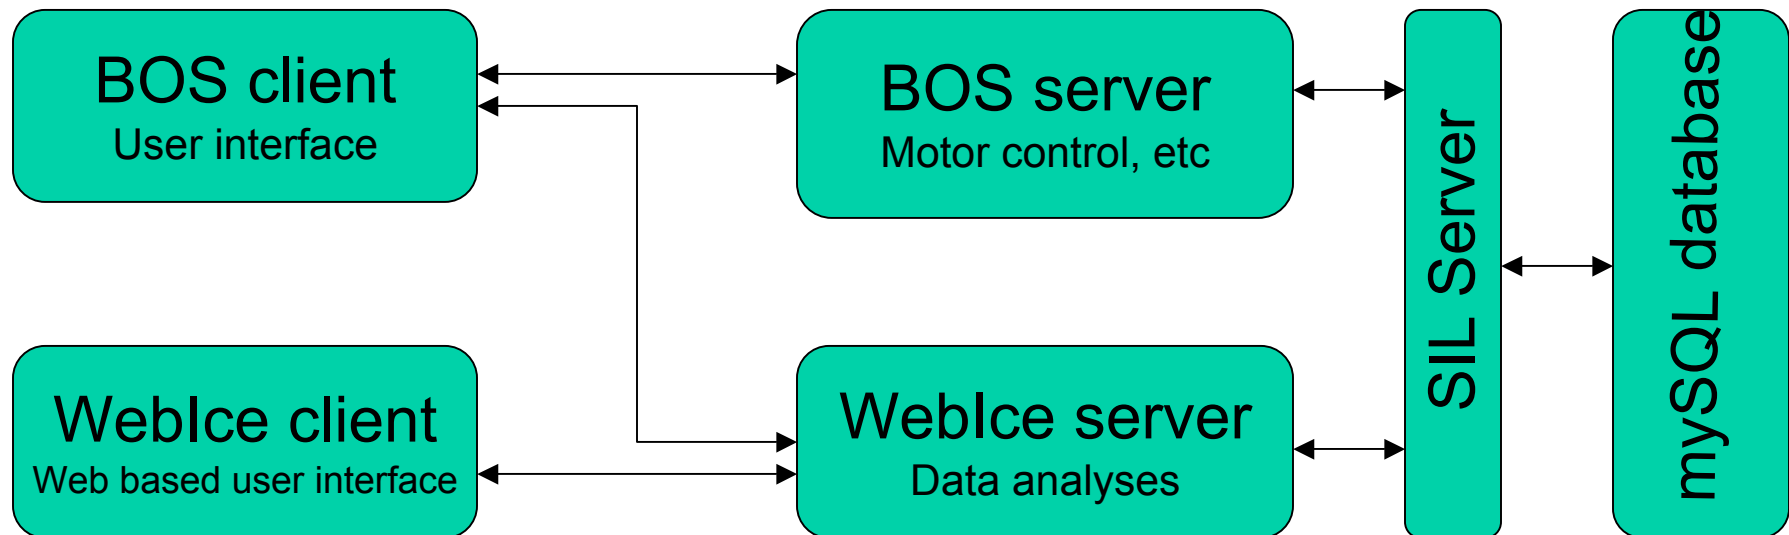 BOS client
User interface
BOS server
Motor control, etc
WebIce client
Web based user interface
WebIce server
Data analyses
SIL Server
mySQL database